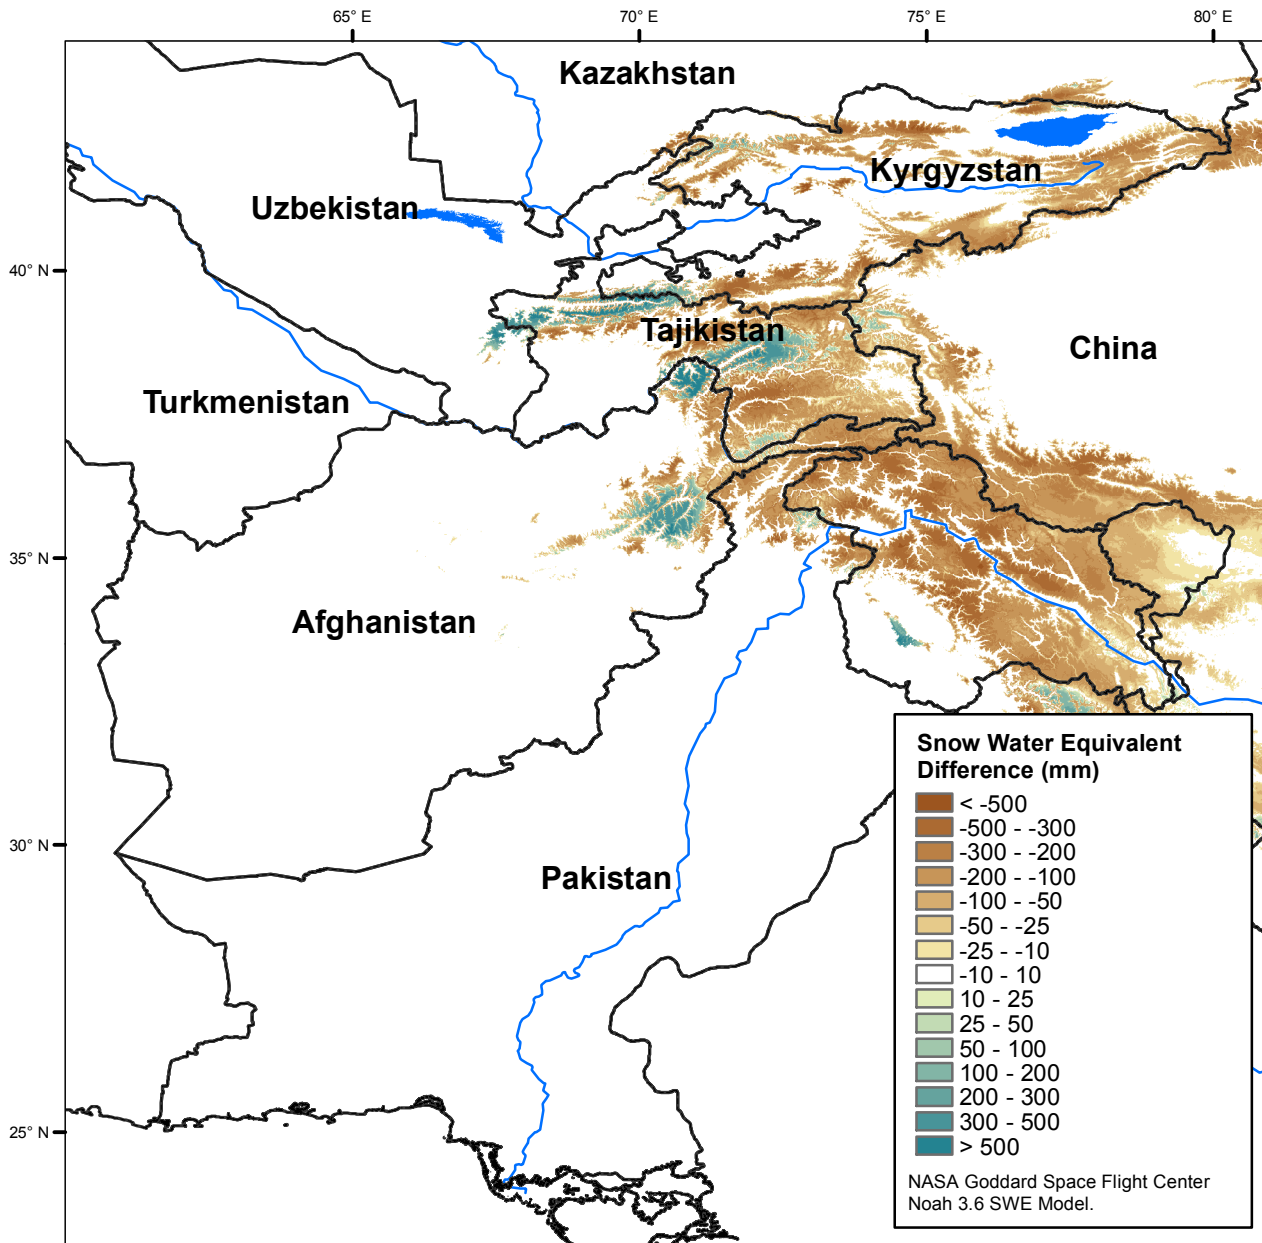 65° E
70° E
75° E
80° E
Kazakhstan
Kyrgyzstan
Uzbekistan
40° N
Tajikistan
China
Turkmenistan
35° N
Afghanistan
Snow Water Equivalent
Difference (mm)
< -500
-500 - -300
-300 - -200
-200 - -100
-100 - -50
-50 - -25
-25 - -10
-10 - 10
10 - 25
25 - 50
50 - 100
100 - 200
200 - 300
300 - 500
> 500
NASA Goddard Space Flight Center
Noah 3.6 SWE Model.
30° N
Pakistan
25° N